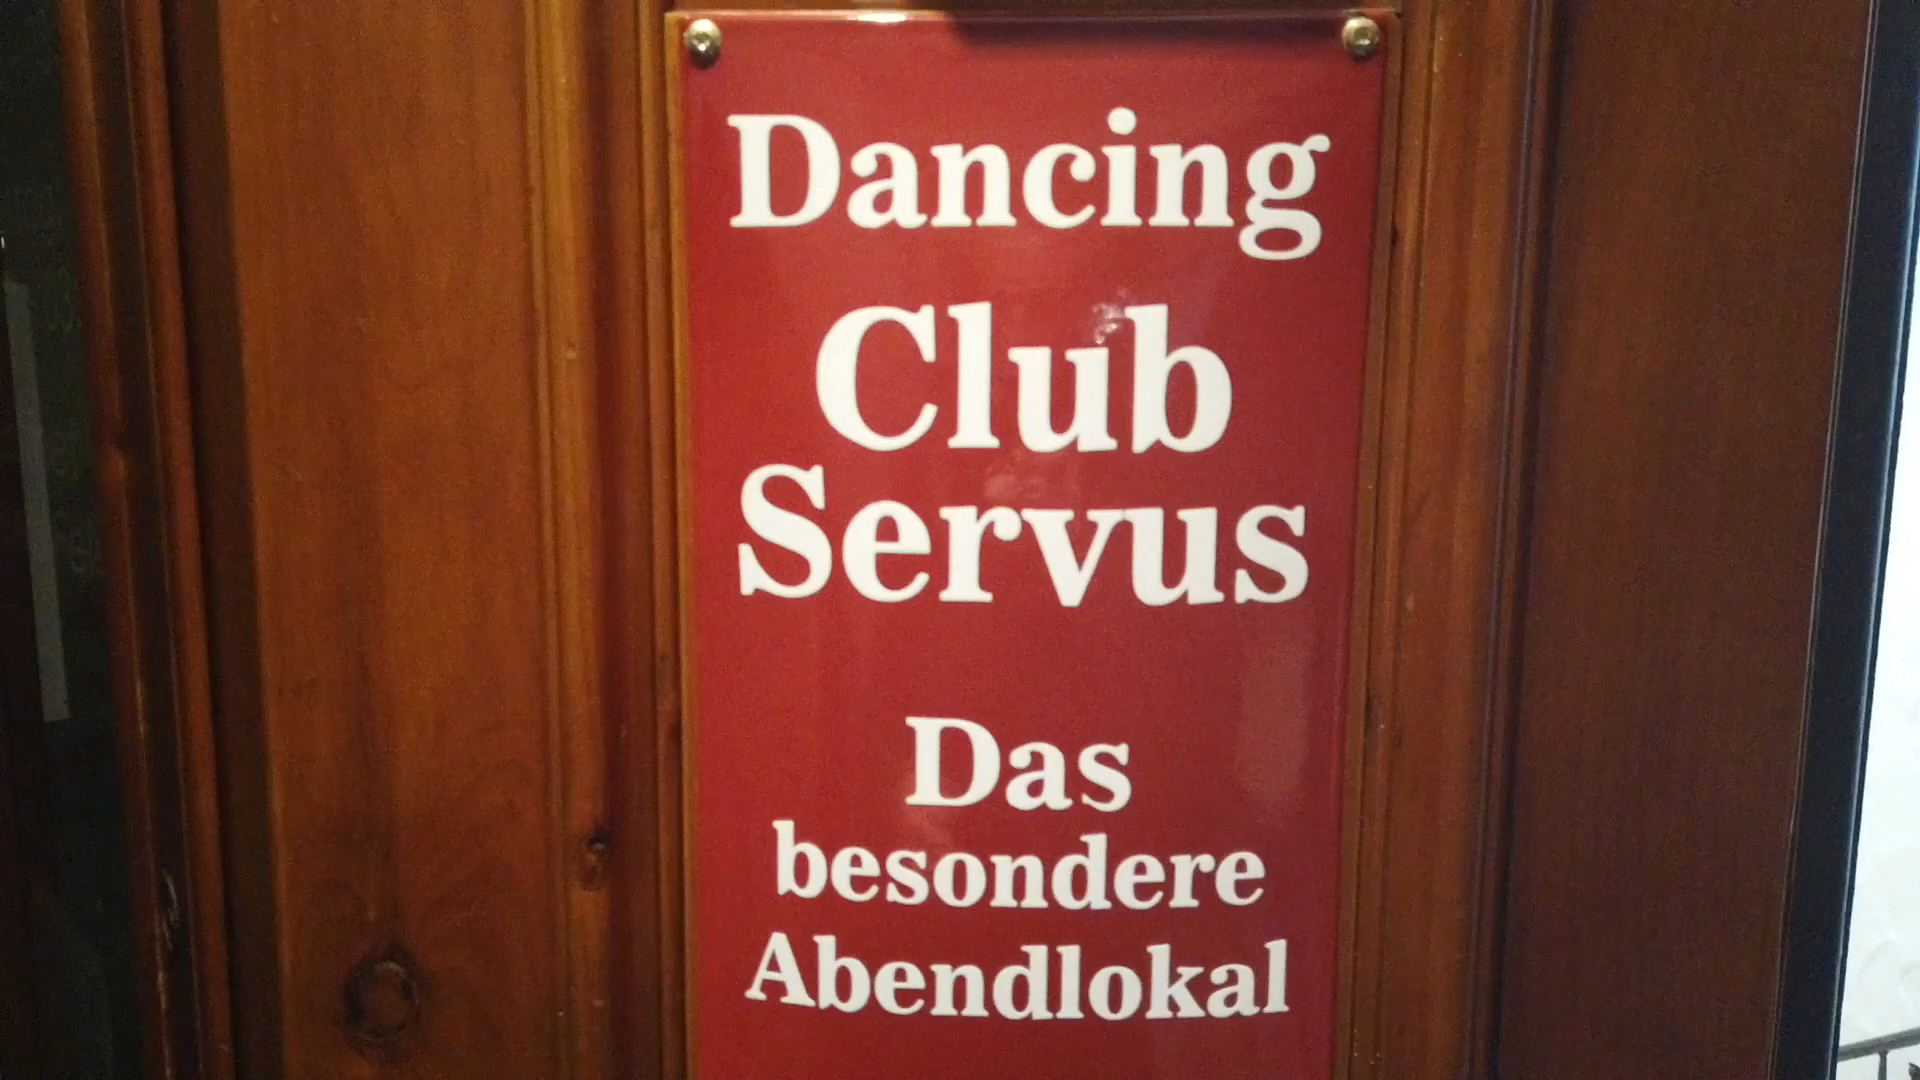 Dancing
Club
Servus
Das
besondere
Abendlokal